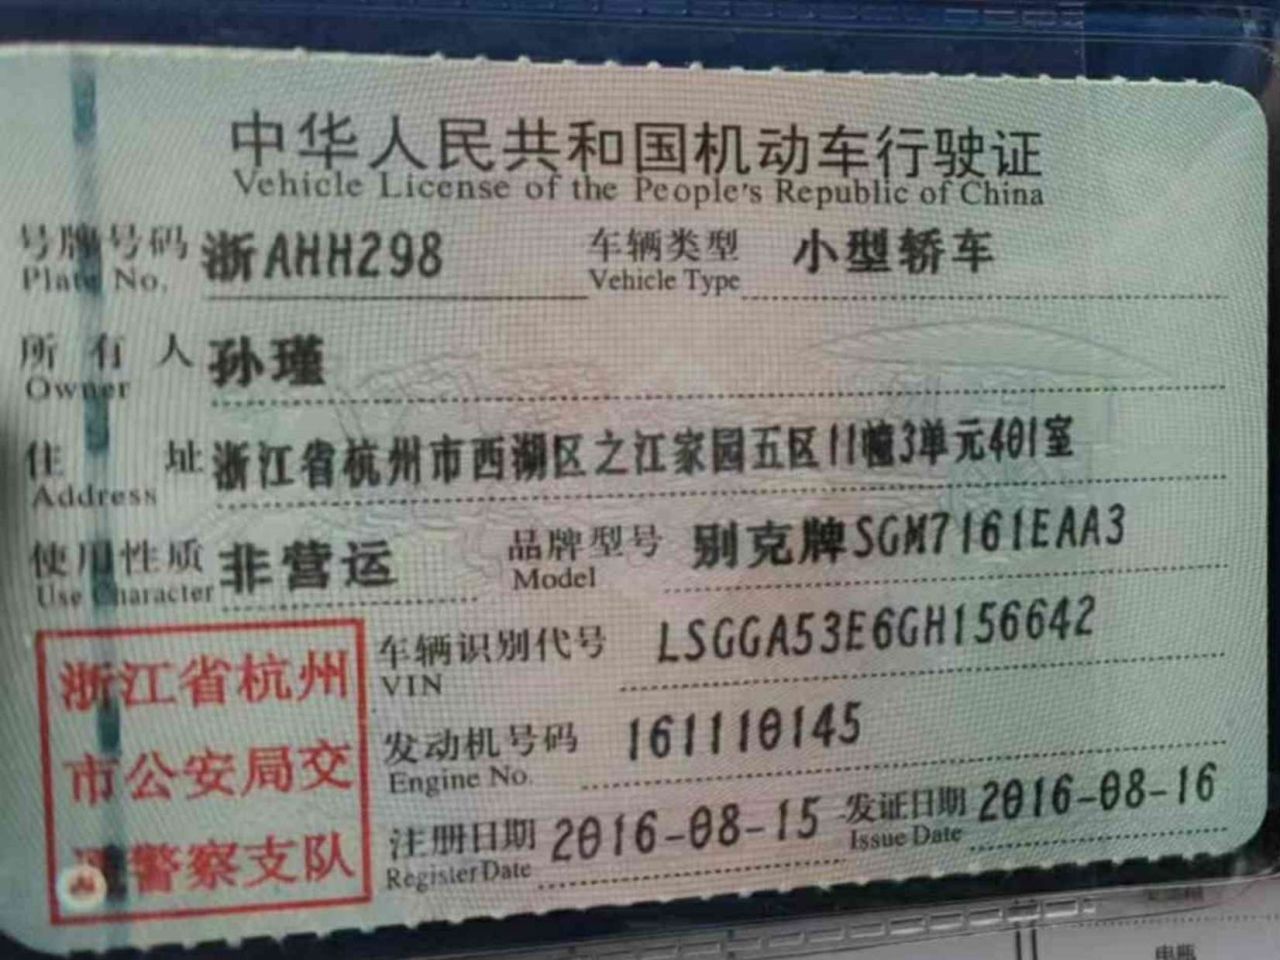 中华人民共和国机动车行驶证
Vehicle License of the People's Republic of China
号牌号码 浙AHH298 车辆类型 小型轿车
Plate No. Vehicle Type
所有人 孙瑾
Owner
住址 浙江省杭州市西湖区之江家园五区11幢3单元401室
Address
使用性质 非营运 品牌型号 别克牌SGM7161EAA3
Use Character Model
浙江省杭州
市公安局交
警察支队
车辆识别代号 LSGGA53E6GH156642
VIN
发动机号码 161110145
Engine No.
注册日期 2016-08-15 发证日期 2016-08-16
Register Date Issue Date
电瓶